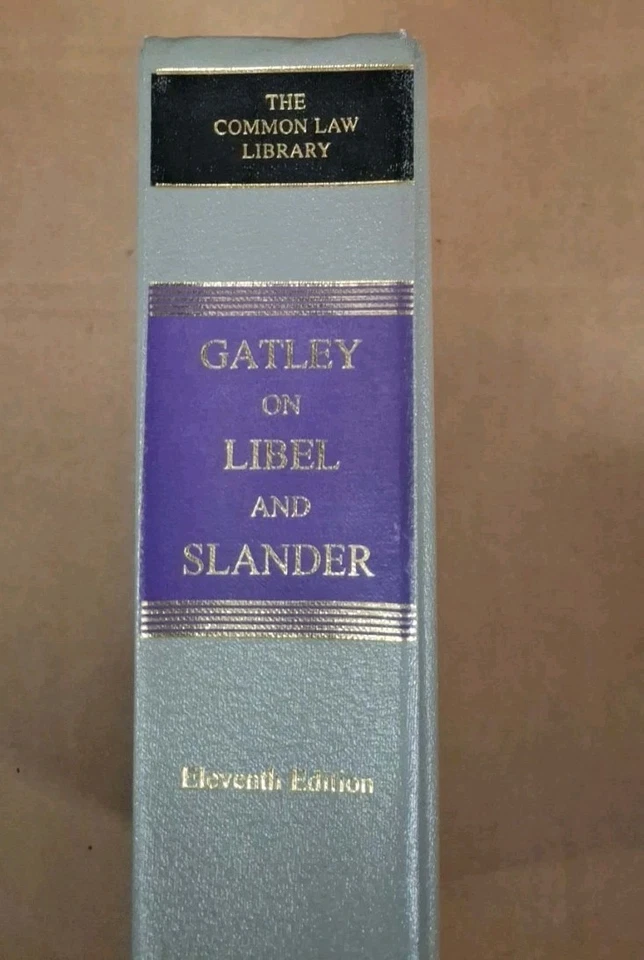 THE
COMMON LAW
LIBRARY
GATLEY
ON
LIBEL
AND
SLANDER
Eleventh Edition